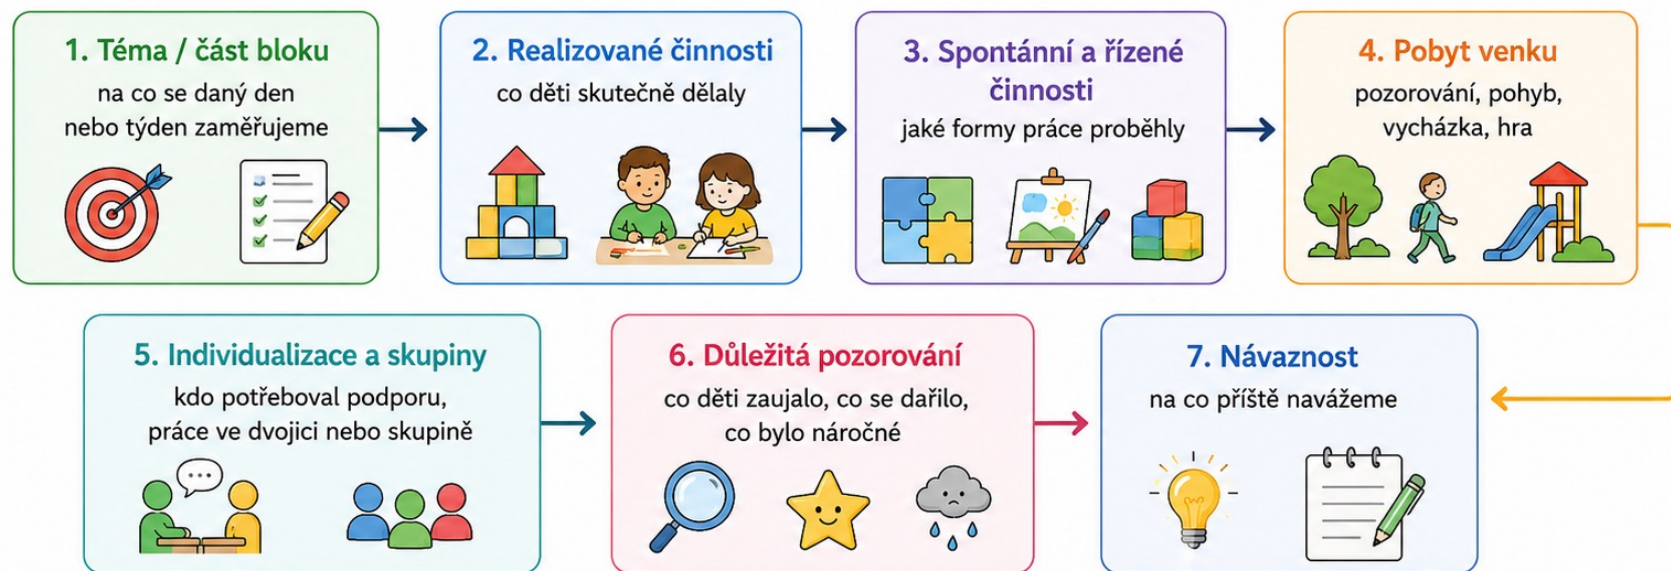 1. Téma / část bloku
na co se daný den
nebo týden zaměřujeme
2. Realizované činnosti
co děti skutečně dělaly
3. Spontánní a řízené
činnosti
jaké formy práce proběhly
4. Pobyt venku
pozorování, pohyb,
vycházka, hra
5. Individualizace a skupiny
kdo potřeboval podporu,
práce ve dvojici nebo skupině
6. Důležitá pozorování
co děti zaujalo, co se dařilo,
co bylo náročné
7. Návaznost
na co příště navážeme